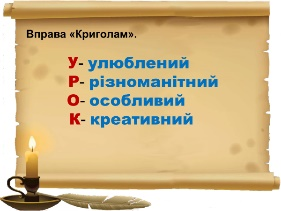 Вправа «Криголам».
У- улюблений
Р- різноманітний
О- особливий
К- креативний